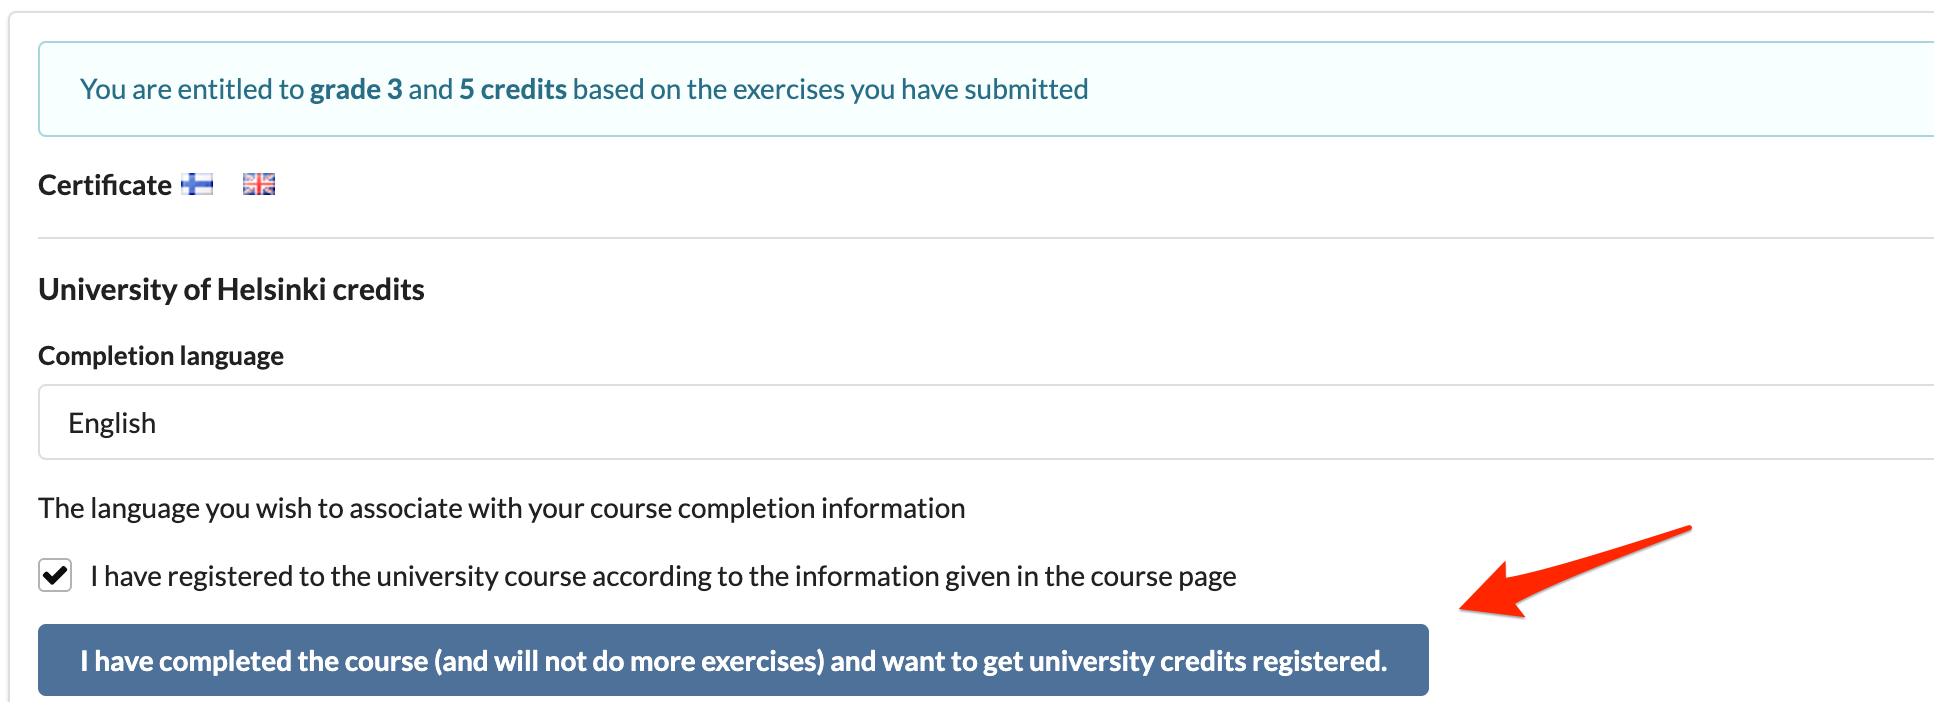 You are entitled to grade 3 and 5 credits based on the exercises you have submitted
Certificate
University of Helsinki credits
Completion language
English
The language you wish to associate with your course completion information
I have registered to the university course according to the information given in the course page
I have completed the course (and will not do more exercises) and want to get university credits registered.